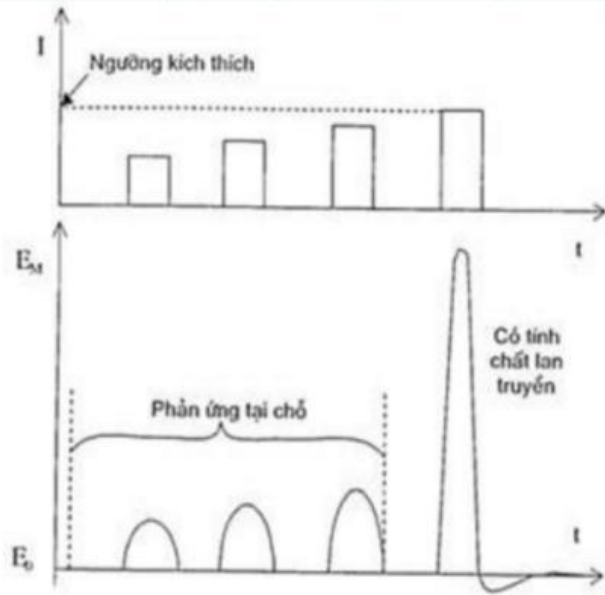 I
Ngưỡng kích thích
t
E_M
Có tính
chất lan
truyền
Phản ứng tại chỗ
t
E_0